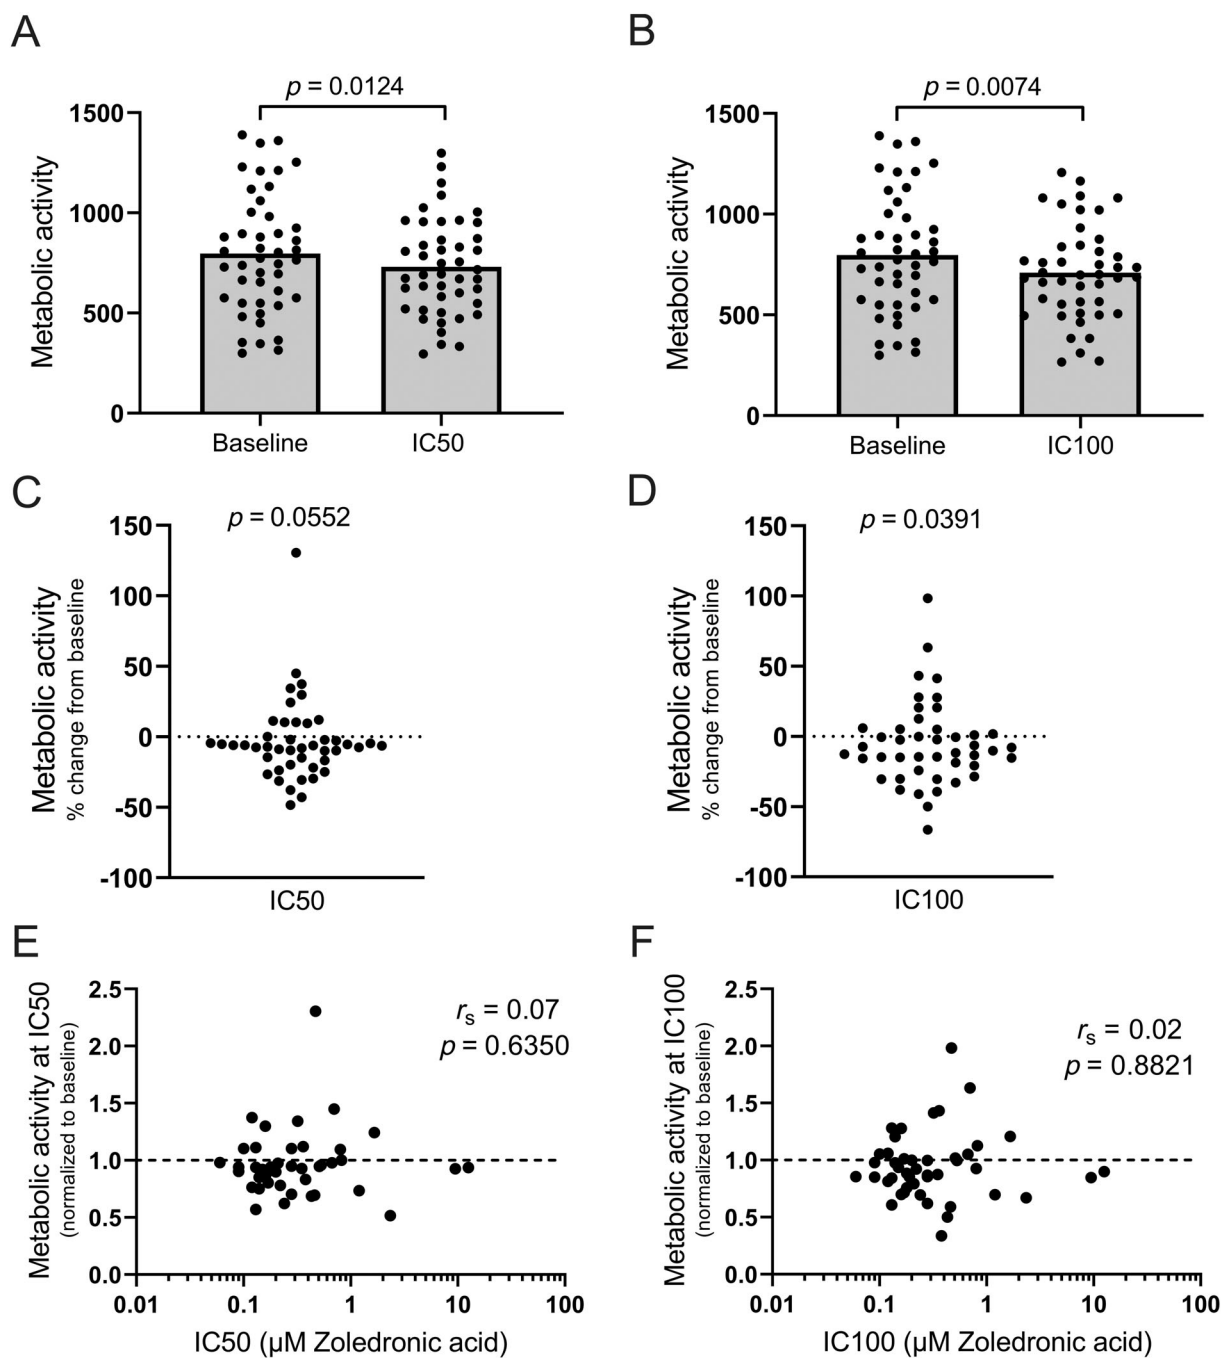 A
p = 0.0124
Metabolic activity
1500
1000
500
0
Baseline
IC50
B
p = 0.0074
Metabolic activity
1500
1000
500
0
Baseline
IC100
C
p = 0.0552
Metabolic activity
% change from baseline
150
100
50
0
-50
-100
IC50
D
p = 0.0391
Metabolic activity
% change from baseline
150
100
50
0
-50
-100
IC100
E
Metabolic activity at IC50
(normalized to baseline)
2.5
2.0
1.5
1.0
0.5
0.0
rs = 0.07
p = 0.6350
0.01
0.1
1
10
100
IC50 (μM Zoledronic acid)
F
Metabolic activity at IC100
(normalized to baseline)
2.5
2.0
1.5
1.0
0.5
0.0
rs = 0.02
p = 0.8821
0.01
0.1
1
10
100
IC100 (μM Zoledronic acid)